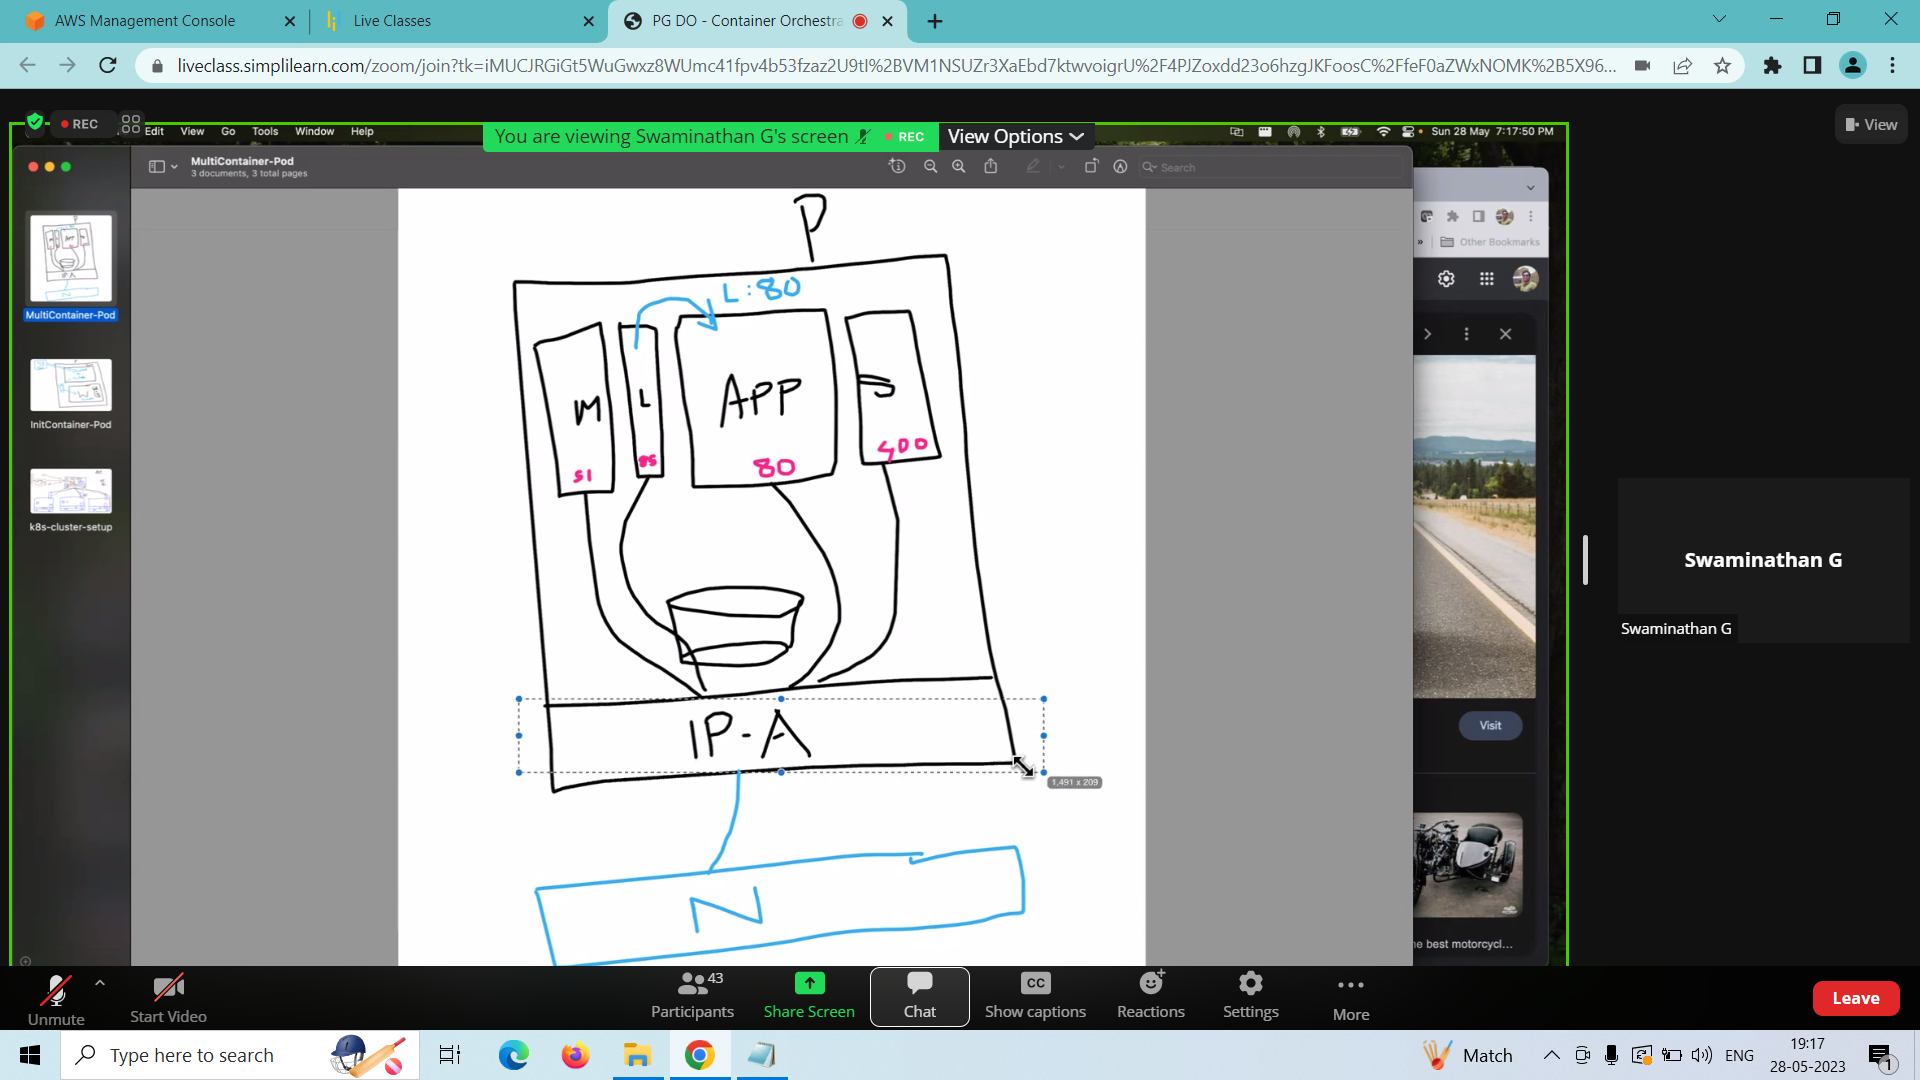 AWS Management Console
Live Classes
PG DO - Container Orchestra
liveclass.simplilearn.com/zoom/join?tk=iMUCJRGiGt5WuGwxz8WUmc41fpv4b53fzaz2U9tI%2BVM1NSUZr3XaEbd7ktwvoigrU%2F4PJZoxdd23o6hzgJKFoosC%2FfeF0aZWxNOMK%2B5X96...
REC
Edit View Go Tools Window Help
You are viewing Swaminathan G's screen
REC
View Options
Sun 28 May 7:17:50 PM
View
MultiContainer-Pod
3 documents, 3 total pages
Search
Other Bookmarks
P
L:80
M
L
APP
51
85
80
400
IP-A
1,491 x 209
N
MultiContainer-Pod
InitContainer-Pod
k8s-cluster-setup
Visit
he best motorcycl...
Swaminathan G
Swaminathan G
Unmute
Start Video
Participants
43
Share Screen
Chat
CC
Show captions
Reactions
Settings
More
Leave
Type here to search
Match
ENG
19:17
28-05-2023
1